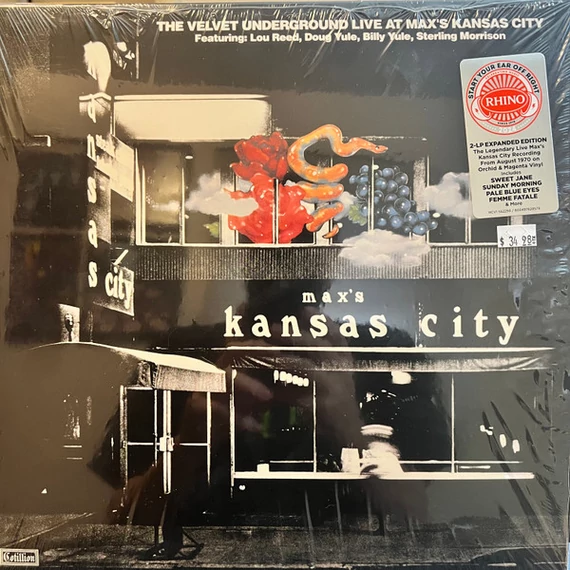 THE VELVET UNDERGROUND LIVE AT MAX'S KANSAS CITY
Featuring: Lou Reed, Doug Yule, Billy Yule, Sterling Morrison
START YOUR EAR OFF RIGHT
RHINO
2024
2-LP EXPANDED EDITION
The Legendary Live Max's
Kansas City Recording
From August 1970 on
Orchid & Magenta Vinyl
Includes
SWEET JANE
SUNDAY MORNING
PALE BLUE EYES
FEMME FATALE
& More
$ 34.98
kansas
city
max's
kansas city
Cotillion